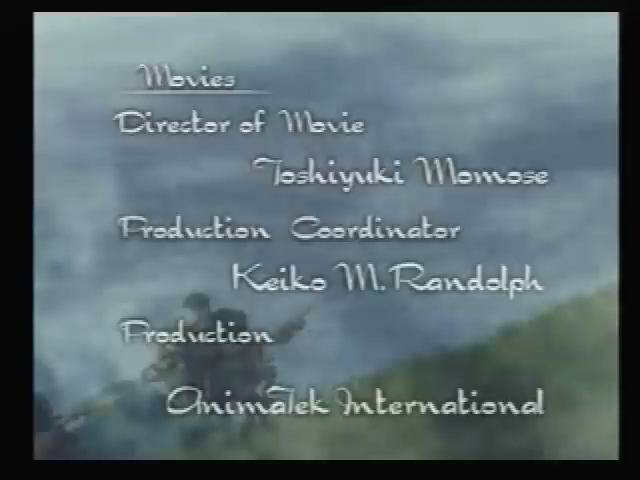 Movies
Director of Movie
Toshiyuki Momose
Production Coordinator
Keiko M. Randolph
Production
AnimaTek International